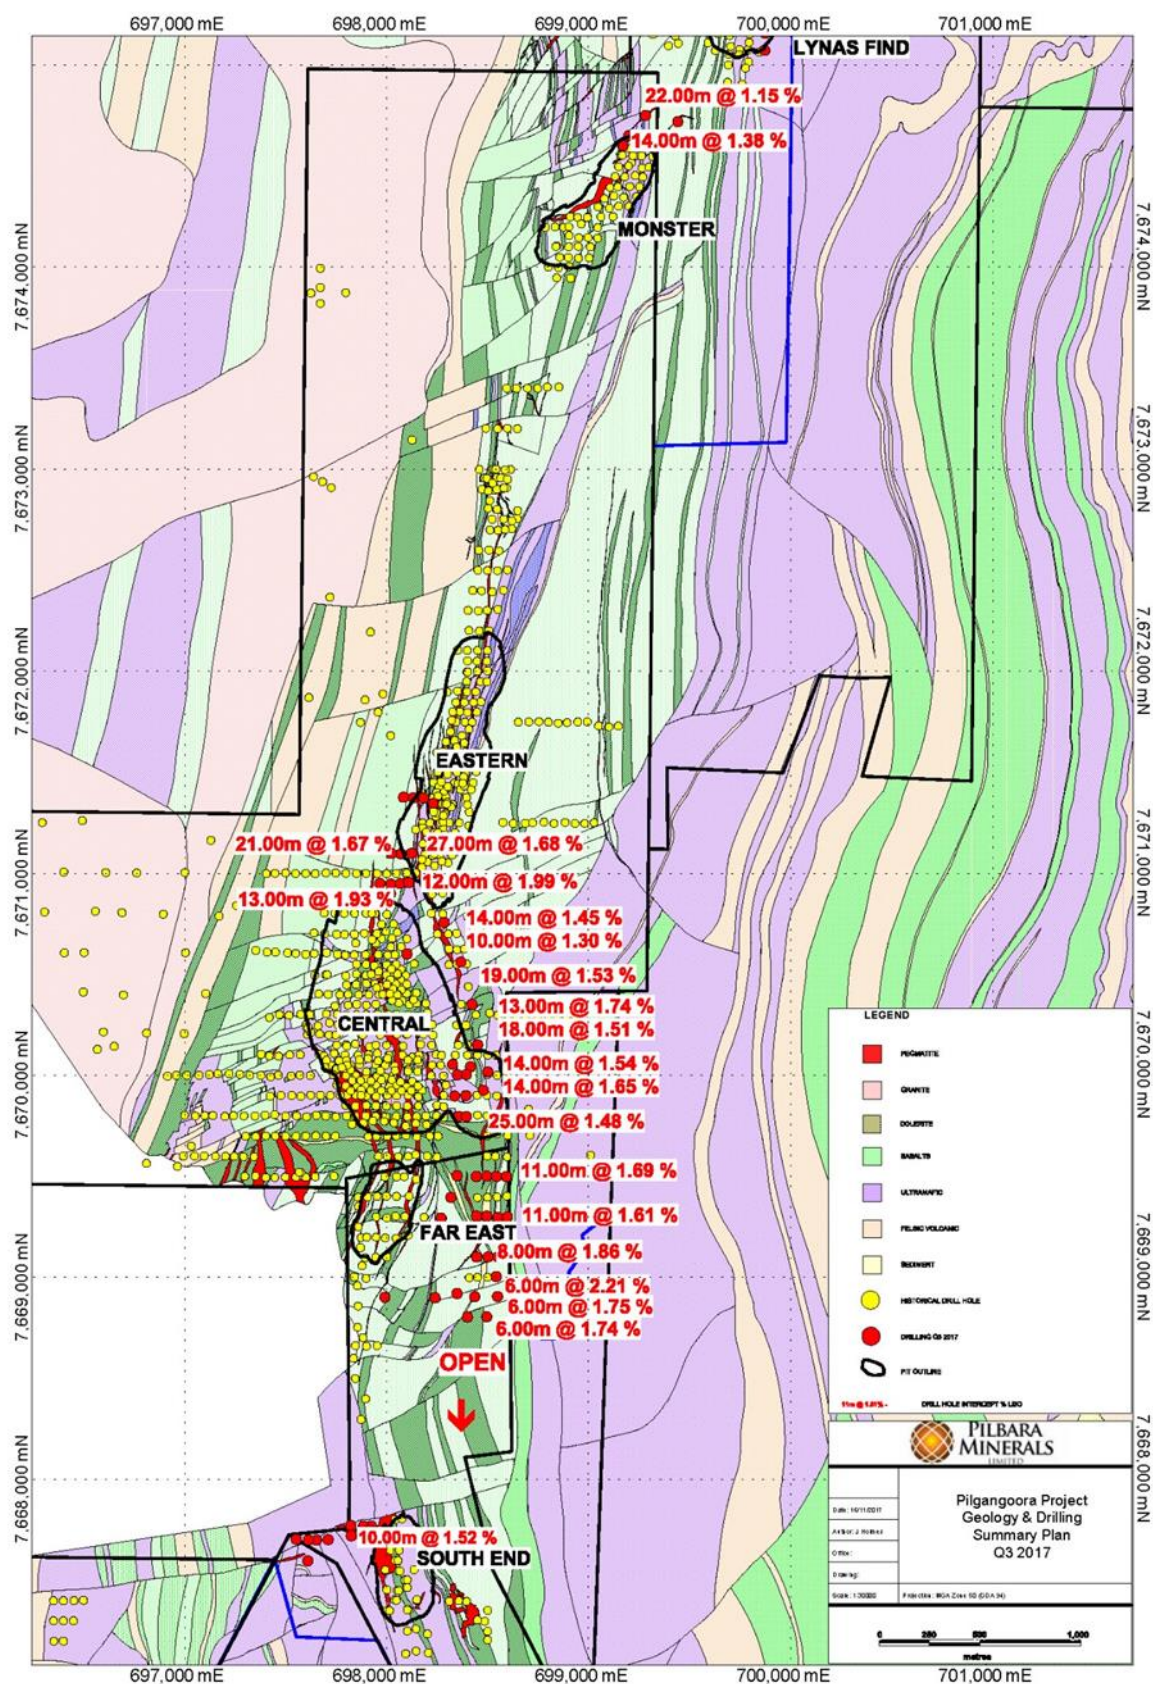 697,000 mE
698,000 mE
699,000 mE
700,000 mE
701,000 mE
LYNAS FIND
22.00m @ 1.15 %
14.00m @ 1.38 %
MONSTER
7,674,000 mN
7,674,000 mN
7,673,000 mN
7,673,000 mN
7,672,000 mN
7,672,000 mN
EASTERN
21.00m @ 1.67 %
27.00m @ 1.68 %
7,671,000 mN
7,671,000 mN
12.00m @ 1.99 %
13.00m @ 1.93 %
14.00m @ 1.45 %
10.00m @ 1.30 %
19.00m @ 1.53 %
13.00m @ 1.74 %
CENTRAL
18.00m @ 1.51 %
14.00m @ 1.54 %
14.00m @ 1.65 %
7,670,000 mN
7,670,000 mN
25.00m @ 1.48 %
11.00m @ 1.69 %
11.00m @ 1.61 %
FAR EAST
8.00m @ 1.86 %
7,669,000 mN
7,669,000 mN
6.00m @ 2.21 %
6.00m @ 1.75 %
6.00m @ 1.74 %
OPEN
7,668,000 mN
7,668,000 mN
10.00m @ 1.52 %
SOUTH END
LEGEND
PEGMATITE
GRANITE
DOLERITE
BASALTS
ULTRAMAFIC
FELSIC VOLCANIC
SEDIMENT
HISTORICAL DRILL HOLE
DRILLING Q3 2017
PIT OUTLINE
DRILL HOLE INTERCEPT % LI2O
PILBARA
MINERALS
LIMITED
Pilgangoora Project
Geology & Drilling
Summary Plan
Q3 2017
Office:
Drawing:
Projection: MGA Zone 50 (GDA 94)
0 250 500 1,000
metres
697,000 mE
698,000 mE
699,000 mE
700,000 mE
701,000 mE